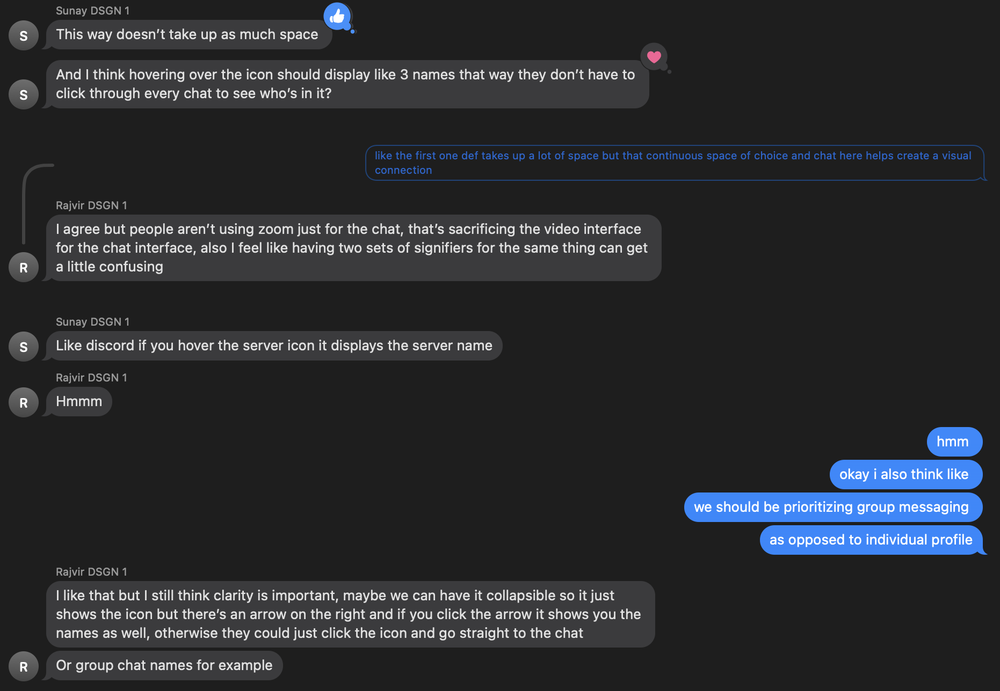 Sunay DSGN 1
This way doesn’t take up as much space
S
And I think hovering over the icon should display like 3 names that way they don’t have to
click through every chat to see who’s in it?
S
like the first one def takes up a lot of space but that continuous space of choice and chat here helps create a visual
connection
Rajvir DSGN 1
I agree but people aren’t using zoom just for the chat, that’s sacrificing the video interface
for the chat interface, also I feel like having two sets of signifiers for the same thing can get
a little confusing
R
Sunay DSGN 1
Like discord if you hover the server icon it displays the server name
S
Rajvir DSGN 1
Hmmm
R
hmm
okay i also think like
we should be prioritizing group messaging
as opposed to individual profile
Rajvir DSGN 1
I like that but I still think clarity is important, maybe we can have it collapsible so it just
shows the icon but there’s an arrow on the right and if you click the arrow it shows you the
names as well, otherwise they could just click the icon and go straight to the chat
Or group chat names for example
R